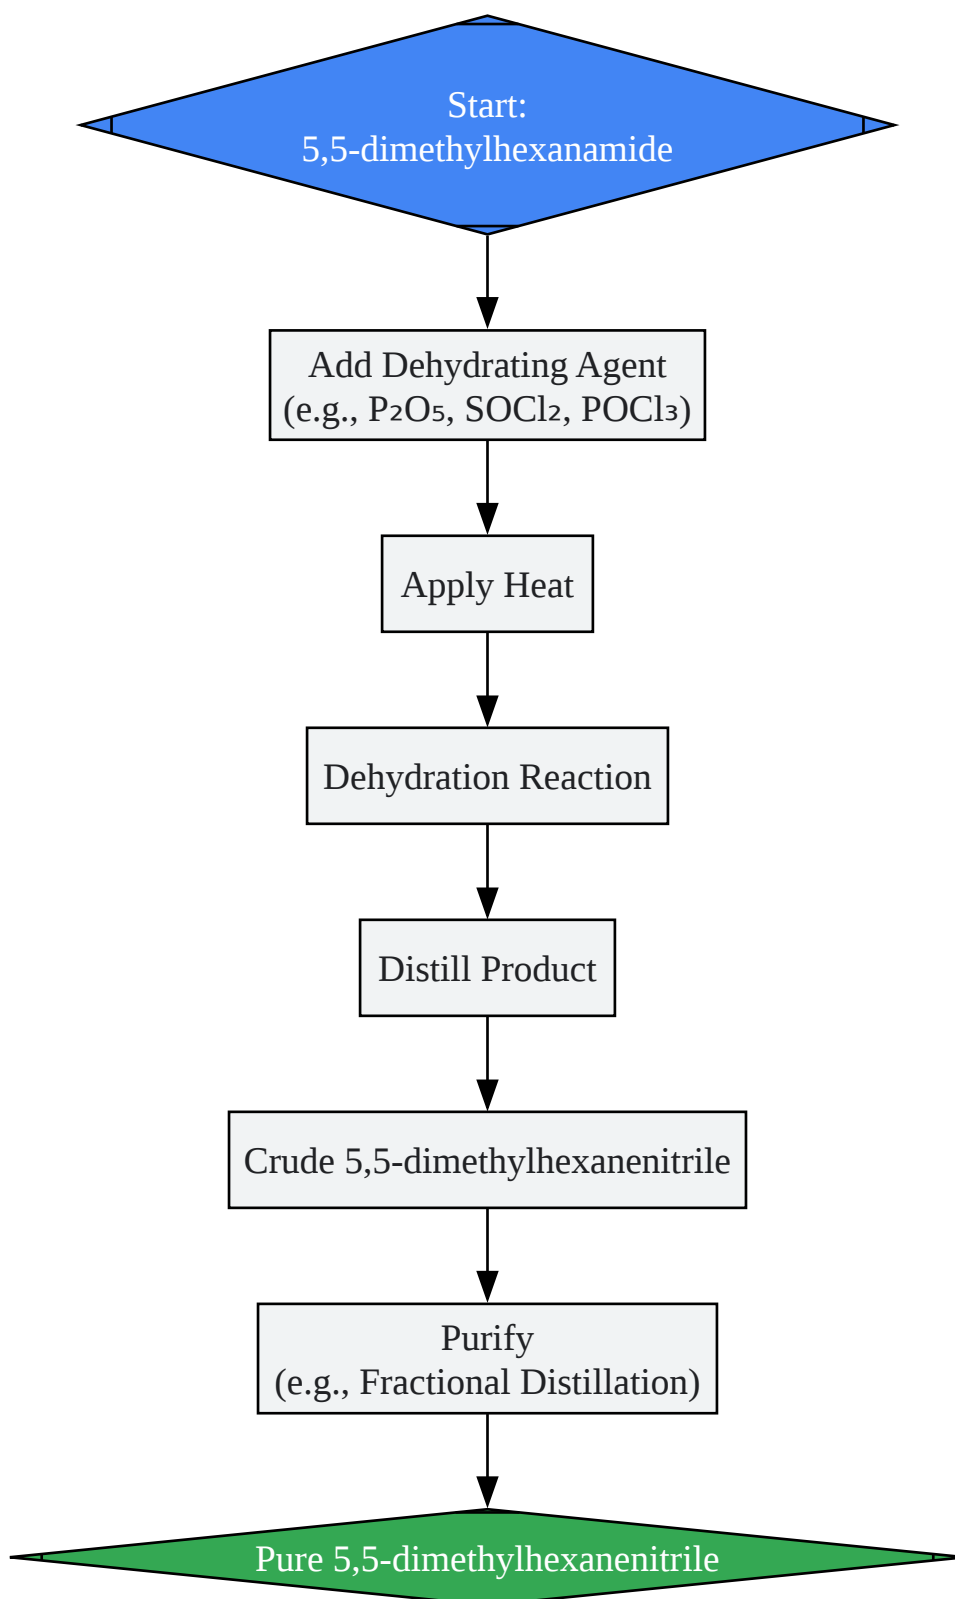 Start:
5,5-dimethylhexanamide
Add Dehydrating Agent
(e.g., P₂O₅, SOCl₂, POCl₃)
Apply Heat
Dehydration Reaction
Distill Product
Crude 5,5-dimethylhexanenitrile
Purify
(e.g., Fractional Distillation)
Pure 5,5-dimethylhexanenitrile